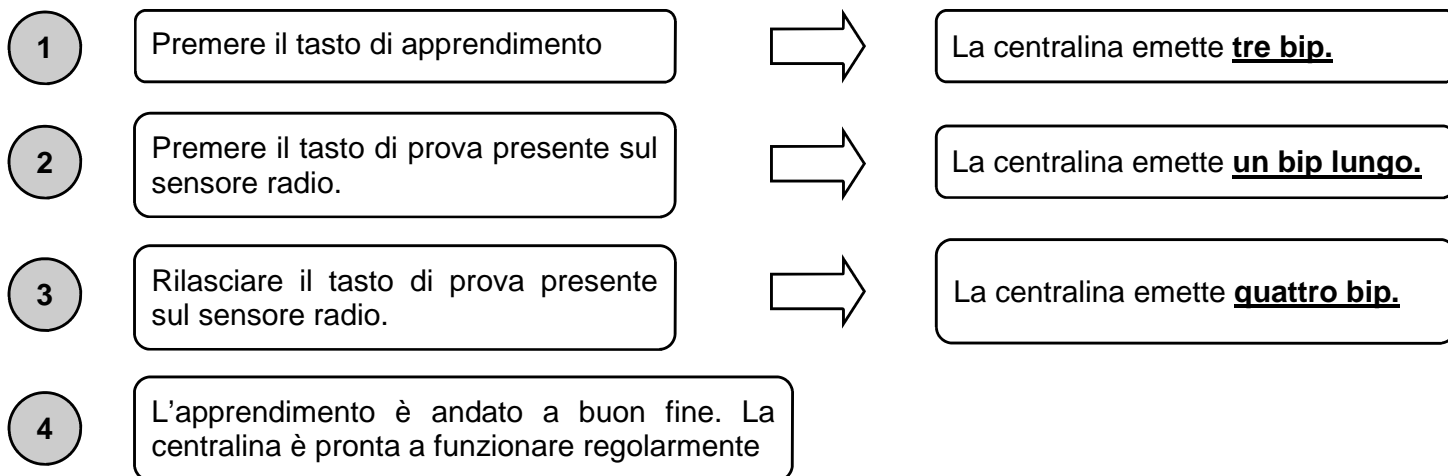 1
Premere il tasto di apprendimento
La centralina emette tre bip.
2
Premere il tasto di prova presente sul
sensore radio.
La centralina emette un bip lungo.
3
Rilasciare il tasto di prova presente
sul sensore radio.
La centralina emette quattro bip.
4
L'apprendimento è andato a buon fine. La
centralina è pronta a funzionare regolarmente